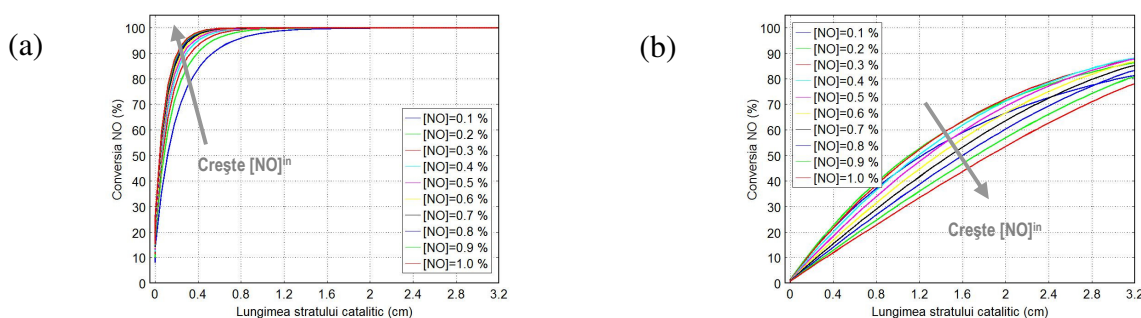 (a)
Conversia NO (%)
100
90
80
70
60
50
40
30
20
10
0
0 0.4 0.8 1.2 1.6 2 2.4 2.8 3.2
Lungimea stratului catalitic (cm)
Creşte [NO]in
[NO]=0.1 %
[NO]=0.2 %
[NO]=0.3 %
[NO]=0.4 %
[NO]=0.5 %
[NO]=0.6 %
[NO]=0.7 %
[NO]=0.8 %
[NO]=0.9 %
[NO]=1.0 %
(b)
Conversia NO (%)
100
90
80
70
60
50
40
30
20
10
0
0 0.4 0.8 1.2 1.6 2 2.4 2.8 3.2
Lungimea stratului catalitic (cm)
[NO]=0.1 %
[NO]=0.2 %
[NO]=0.3 %
[NO]=0.4 %
[NO]=0.5 %
[NO]=0.6 %
[NO]=0.7 %
[NO]=0.8 %
[NO]=0.9 %
[NO]=1.0 %
Creşte [NO]in